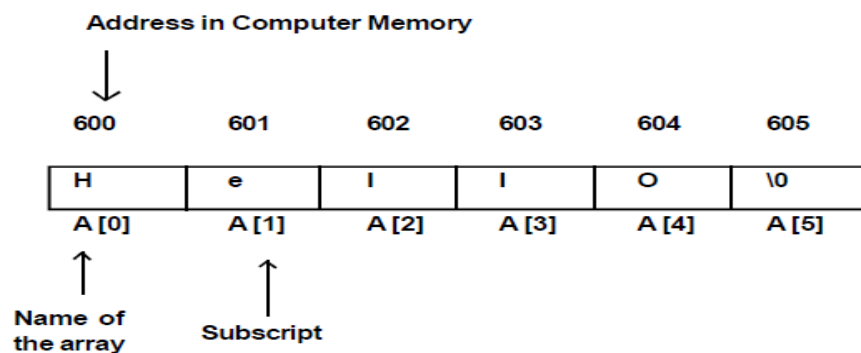 Address in Computer Memory
600 601 602 603 604 605
H e l l O \0
A [0] A [1] A [2] A [3] A [4] A [5]
Name of
the array
Subscript